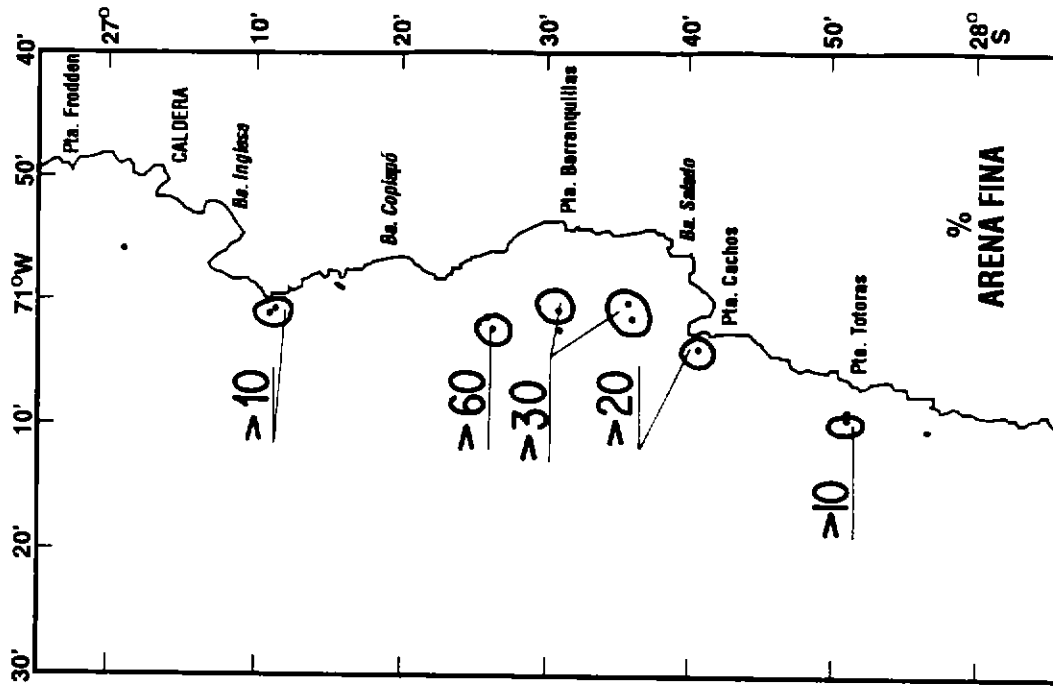 40'
50'
71°W
10'
20'
30'
27°
10'
20'
30'
40'
50'
28°
S
Pta. Frodden
CALDERA
Ba. Inglesa
Ba. Copiapó
Pta. Barranquillas
Ba. Salado
Pta. Cachos
Pta. Totoras
>10
>60
>30
>20
>10
%
ARENA FINA